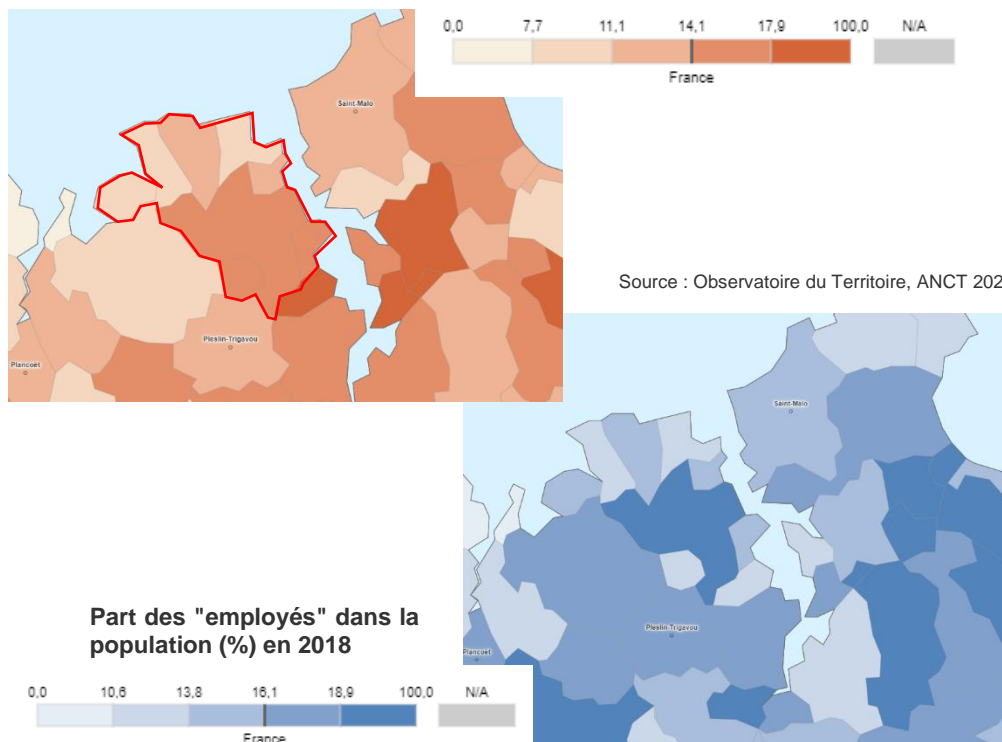 0,0 7,7 11,1 14,1 17,9 100,0 N/A
France
Saint-Malo
Pleslin-Trigavou
Plancoët
Source : Observatoire du Territoire, ANCT 202
Saint-Malo
Pleslin-Trigavou
Plancoët
Part des "employés" dans la
population (%) en 2018
0,0 10,6 13,8 16,1 18,9 100,0 N/A
France